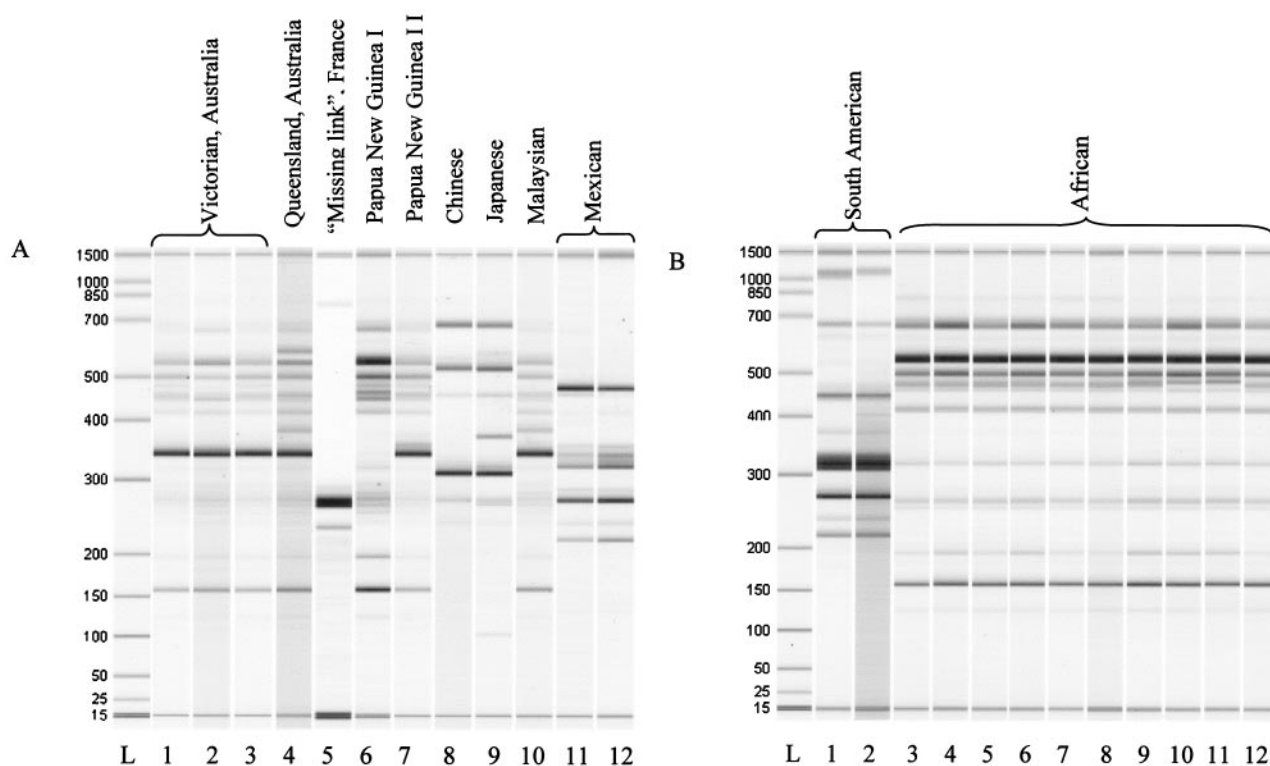 A
Victorian, Australia
Queensland, Australia
“Missing link”. France
Papua New Guinea I
Papua New Guinea I I
Chinese
Japanese
Malaysian
Mexican
1500
1000
850
700
500
400
300
200
150
100
50
25
15
L 1 2 3 4 5 6 7 8 9 10 11 12
B
South American
African
1500
1000
850
700
500
400
300
200
150
100
50
25
15
L 1 2 3 4 5 6 7 8 9 10 11 12